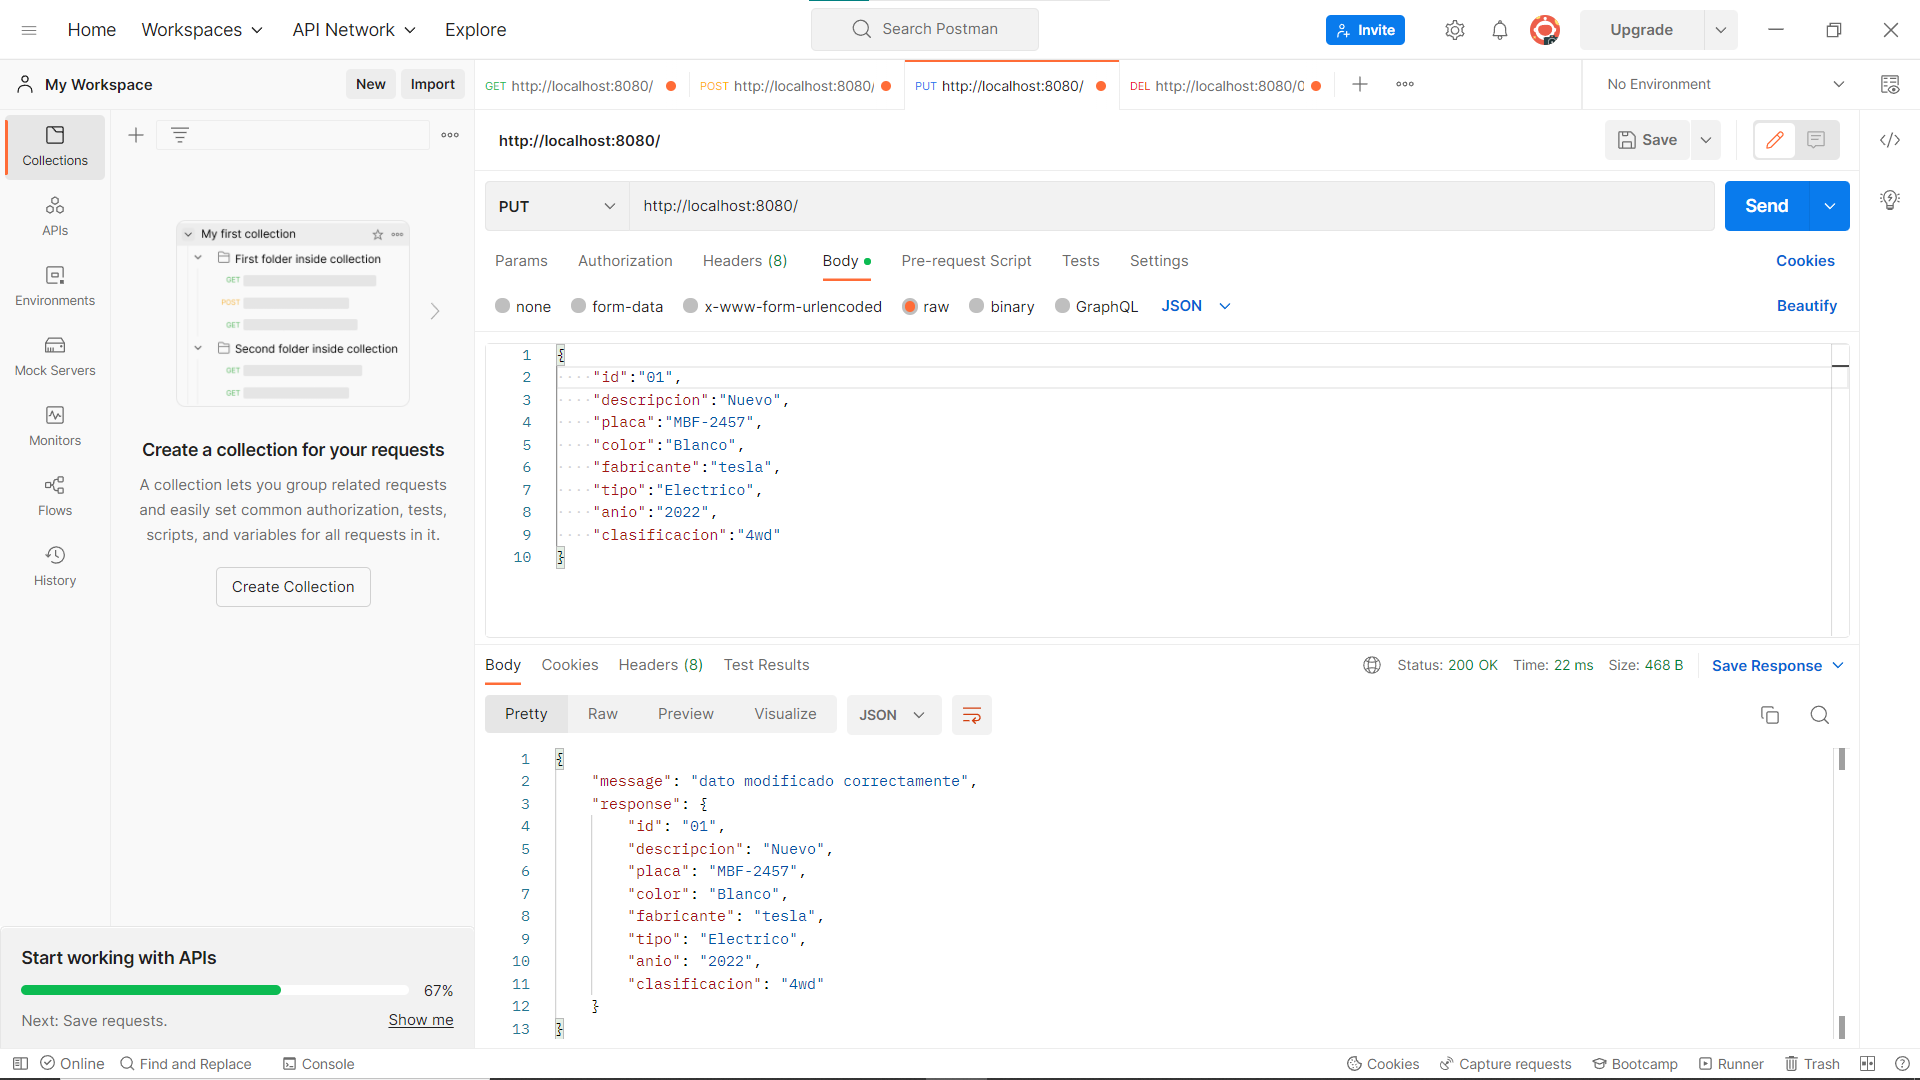 Home Workspaces API Network Explore Search Postman Invite Upgrade
My Workspace New Import
GET http://localhost:8080/ POST http://localhost:8080/ PUT http://localhost:8080/ DEL http://localhost:8080/0 No Environment
Collections
APIs
Environments
Mock Servers
Monitors
Flows
History
My first collection
First folder inside collection
GET
POST
GET
Second folder inside collection
GET
GET
Create a collection for your requests
A collection lets you group related requests
and easily set common authorization, tests,
scripts, and variables for all requests in it.
Create Collection
Start working with APIs
67%
Next: Save requests. Show me
http://localhost:8080/ Save
PUT http://localhost:8080/ Send
Params Authorization Headers (8) Body Pre-request Script Tests Settings Cookies
none form-data x-www-form-urlencoded raw binary GraphQL JSON Beautify
1 {
2 ····"id":"01",
3 ····"descripcion":"Nuevo",
4 ····"placa":"MBF-2457",
5 ····"color":"Blanco",
6 ····"fabricante":"tesla",
7 ····"tipo":"Electrico",
8 ····"anio":"2022",
9 ····"clasificacion":"4wd"
10 }
Body Cookies Headers (8) Test Results Status: 200 OK Time: 22 ms Size: 468 B Save Response
Pretty Raw Preview Visualize JSON
1 {
2 "message": "dato modificado correctamente",
3 "response": {
4 "id": "01",
5 "descripcion": "Nuevo",
6 "placa": "MBF-2457",
7 "color": "Blanco",
8 "fabricante": "tesla",
9 "tipo": "Electrico",
10 "anio": "2022",
11 "clasificacion": "4wd"
12 }
13 }
Online Find and Replace Console Cookies Capture requests Bootcamp Runner Trash